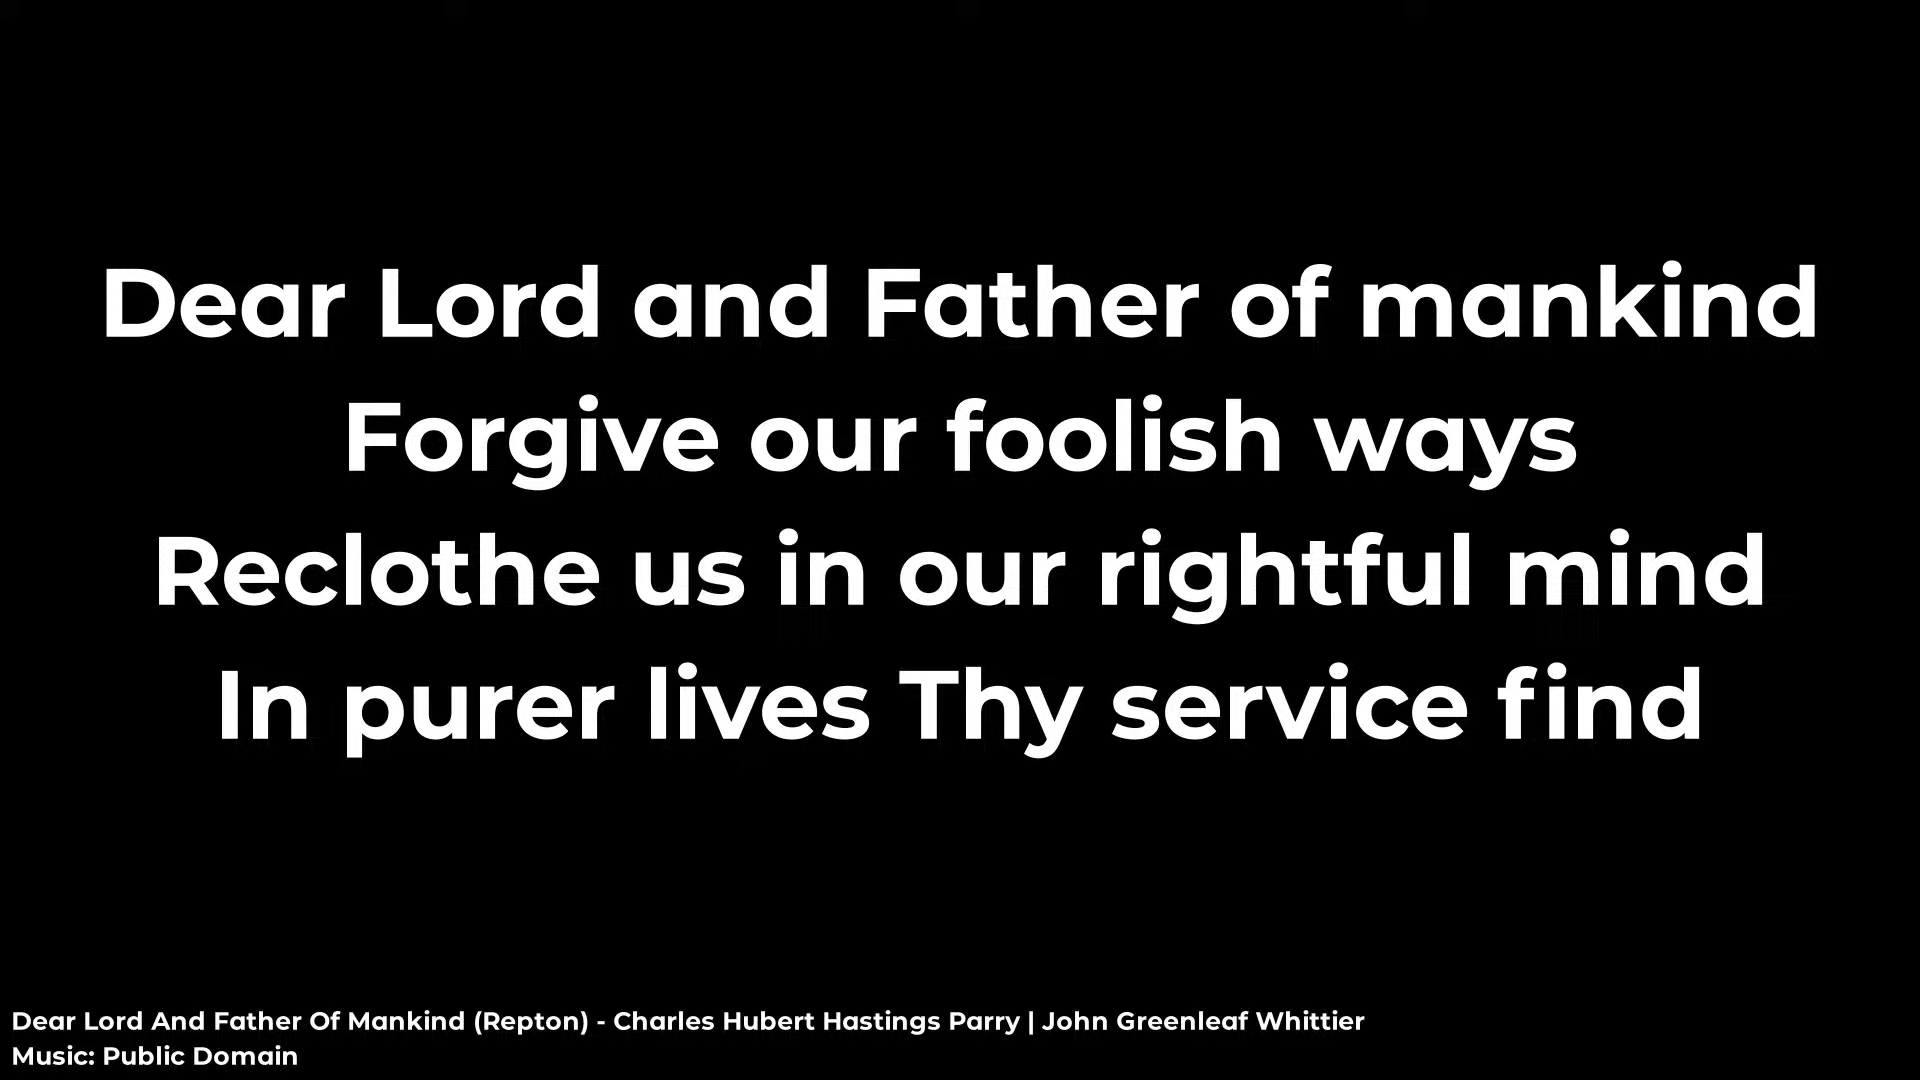 Dear Lord and Father of mankind
Forgive our foolish ways
Reclothe us in our rightful mind
In purer lives Thy service find
Dear Lord And Father Of Mankind (Repton) - Charles Hubert Hastings Parry | John Greenleaf Whittier
Music: Public Domain